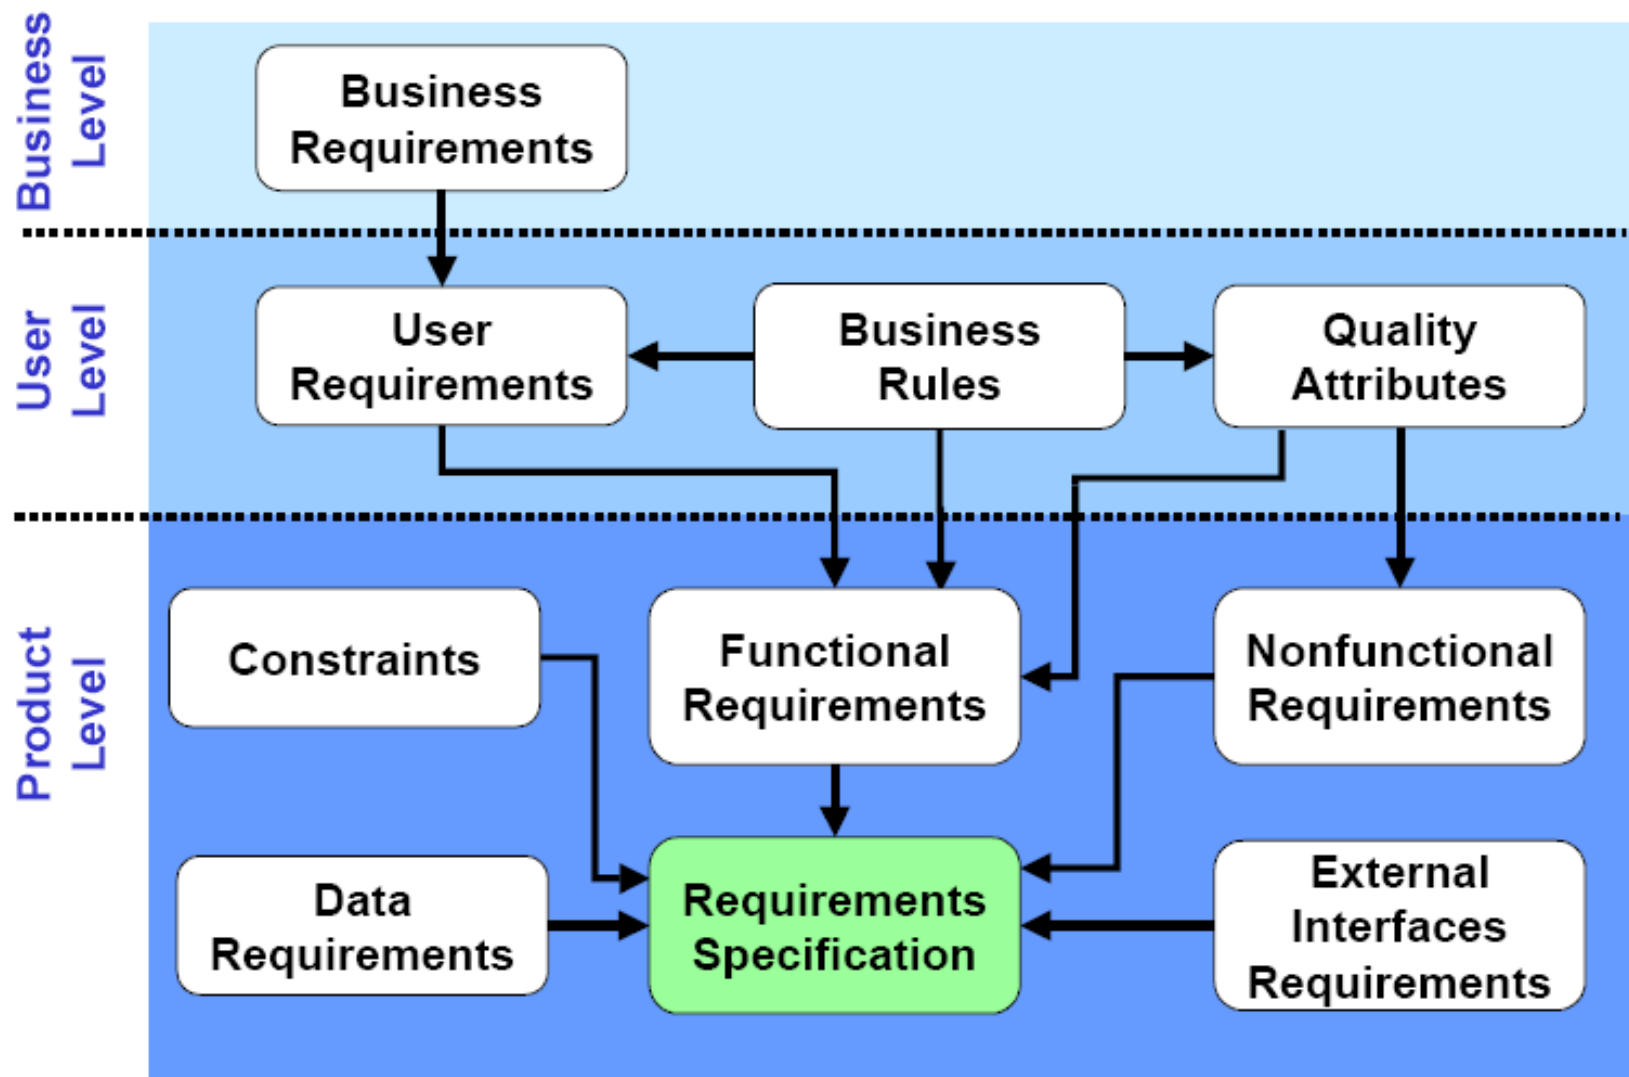 Business
Level
Business
Requirements
User
Level
User
Requirements
Business
Rules
Quality
Attributes
Product
Level
Constraints
Functional
Requirements
Nonfunctional
Requirements
Data
Requirements
Requirements
Specification
External
Interfaces
Requirements